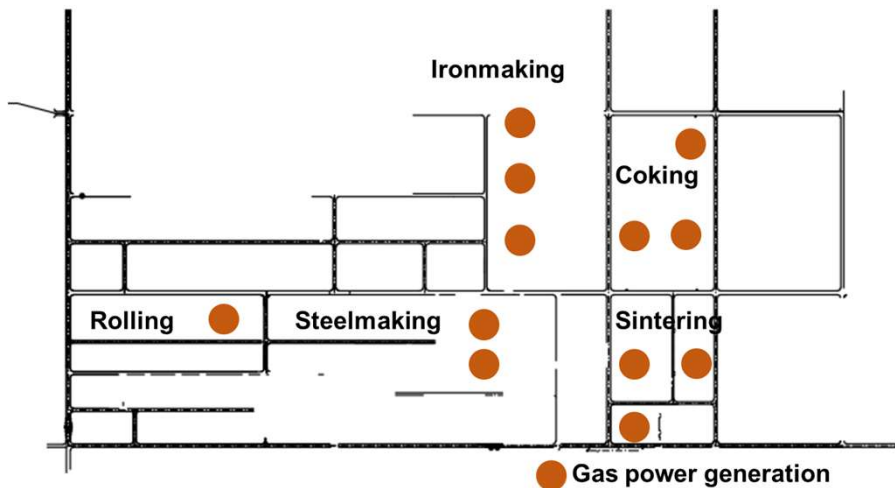 Ironmaking
Coking
Rolling
Steelmaking
Sintering
Gas power generation